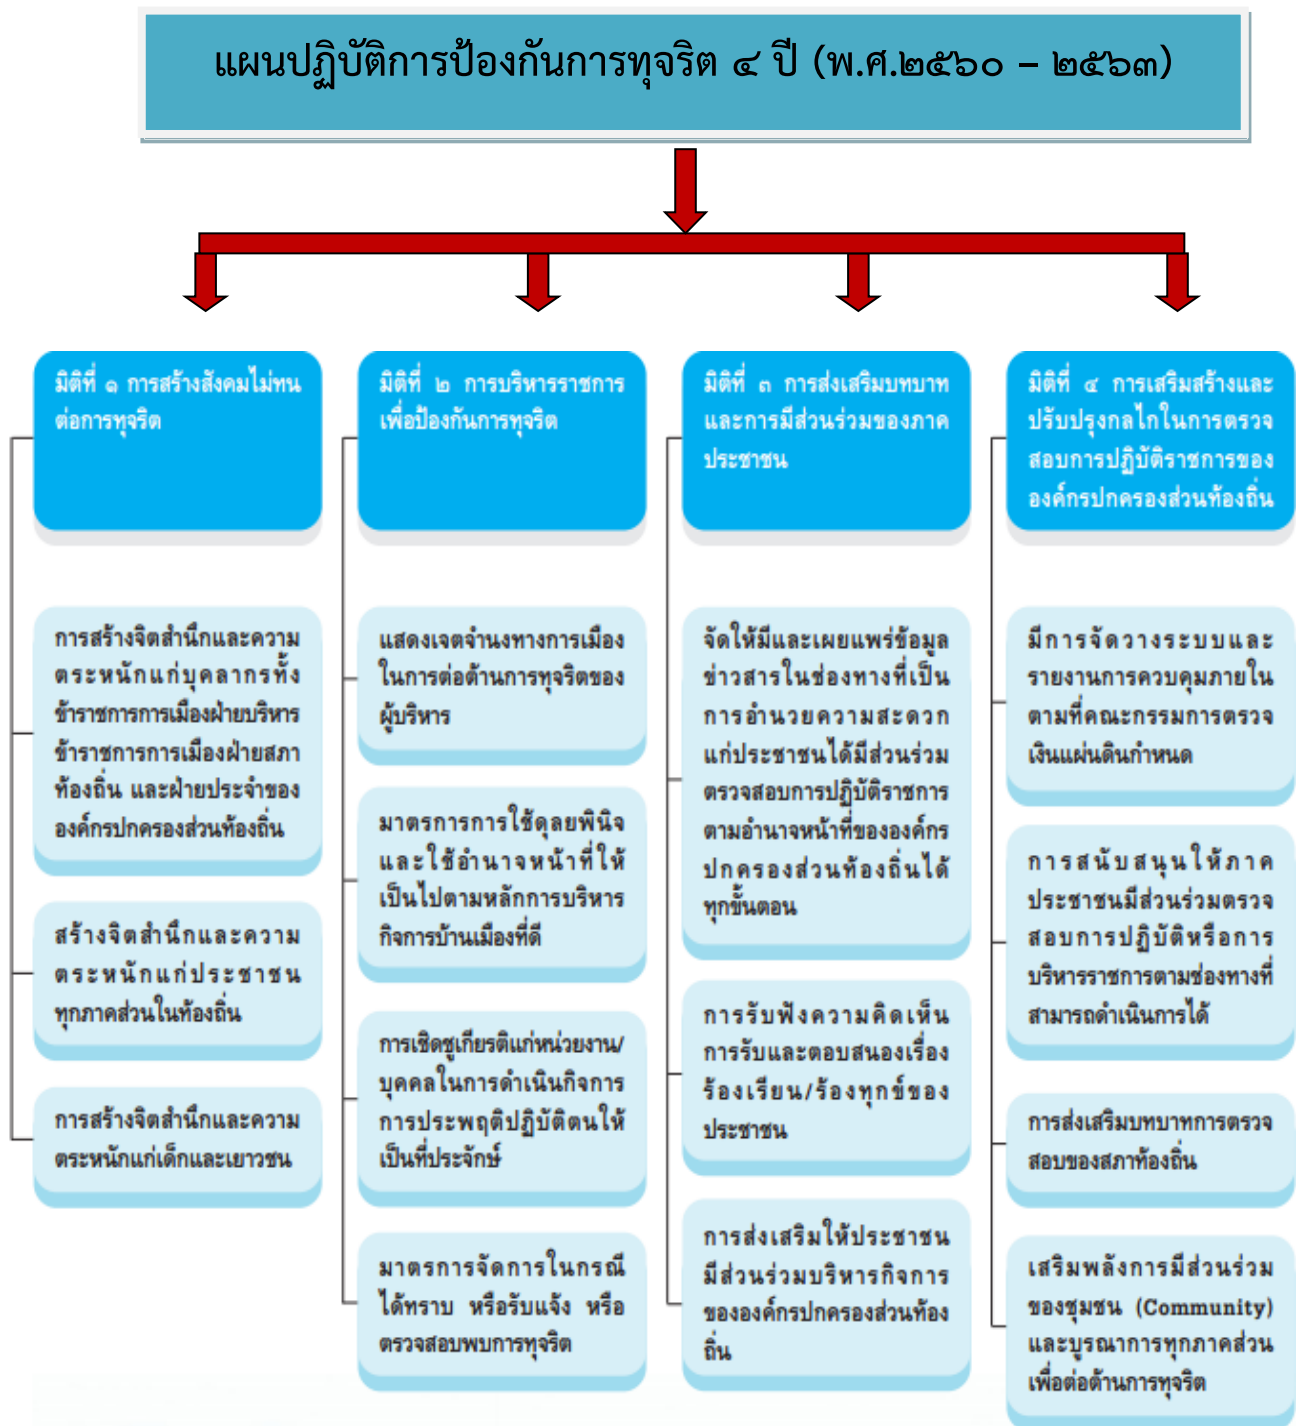 แผนปฏิบัติการป้องกันการทุจริต ๔ ปี (พ.ศ.๒๕๖๐ – ๒๕๖๓)
มิติที่ ๑ การสร้างสังคมไม่ทน
ต่อการทุจริต
การสร้างจิตสำนึกและความ
ตระหนักแก่บุคลากรทั้ง
ข้าราชการการเมืองฝ่ายบริหาร
ข้าราชการการเมืองฝ่ายสภา
ท้องถิ่น และฝ่ายประจำของ
องค์กรปกครองส่วนท้องถิ่น
สร้างจิตสำนึกและความ
ตระหนักแก่ประชาชน
ทุกภาคส่วนในท้องถิ่น
การสร้างจิตสำนึกและความ
ตระหนักแก่เด็กและเยาวชน
มิติที่ ๒ การบริหารราชการ
เพื่อป้องกันการทุจริต
แสดงเจตจำนงทางการเมือง
ในการต่อต้านการทุจริตของ
ผู้บริหาร
มาตรการการใช้ดุลยพินิจ
และใช้อำนาจหน้าที่ให้
เป็นไปตามหลักการบริหาร
กิจการบ้านเมืองที่ดี
การเชิดชูเกียรติแก่หน่วยงาน/
บุคคลในการดำเนินกิจการ
การประพฤติปฏิบัติตนให้
เป็นที่ประจักษ์
มาตรการจัดการในกรณี
ได้ทราบ หรือรับแจ้ง หรือ
ตรวจสอบพบการทุจริต
มิติที่ ๓ การส่งเสริมบทบาท
และการมีส่วนร่วมของภาค
ประชาชน
จัดให้มีและเผยแพร่ข้อมูล
ข่าวสารในช่องทางที่เป็น
การอำนวยความสะดวก
แก่ประชาชนได้มีส่วนร่วม
ตรวจสอบการปฏิบัติราชการ
ตามอำนาจหน้าที่ขององค์กร
ปกครองส่วนท้องถิ่นได้
ทุกขั้นตอน
การรับฟังความคิดเห็น
การรับและตอบสนองเรื่อง
ร้องเรียน/ร้องทุกข์ของ
ประชาชน
การส่งเสริมให้ประชาชน
มีส่วนร่วมบริหารกิจการ
ขององค์กรปกครองส่วนท้อง
ถิ่น
มิติที่ ๔ การเสริมสร้างและ
ปรับปรุงกลไกในการตรวจ
สอบการปฏิบัติราชการของ
องค์กรปกครองส่วนท้องถิ่น
มีการจัดวางระบบและ
รายงานการควบคุมภายใน
ตามที่คณะกรรมการตรวจ
เงินแผ่นดินกำหนด
การสนับสนุนให้ภาค
ประชาชนมีส่วนร่วมตรวจ
สอบการปฏิบัติหรือการ
บริหารราชการตามช่องทางที่
สามารถดำเนินการได้
การส่งเสริมบทบาทการตรวจ
สอบของสภาท้องถิ่น
เสริมพลังการมีส่วนร่วม
ของชุมชน (Community)
และบูรณาการทุกภาคส่วน
เพื่อต่อต้านการทุจริต